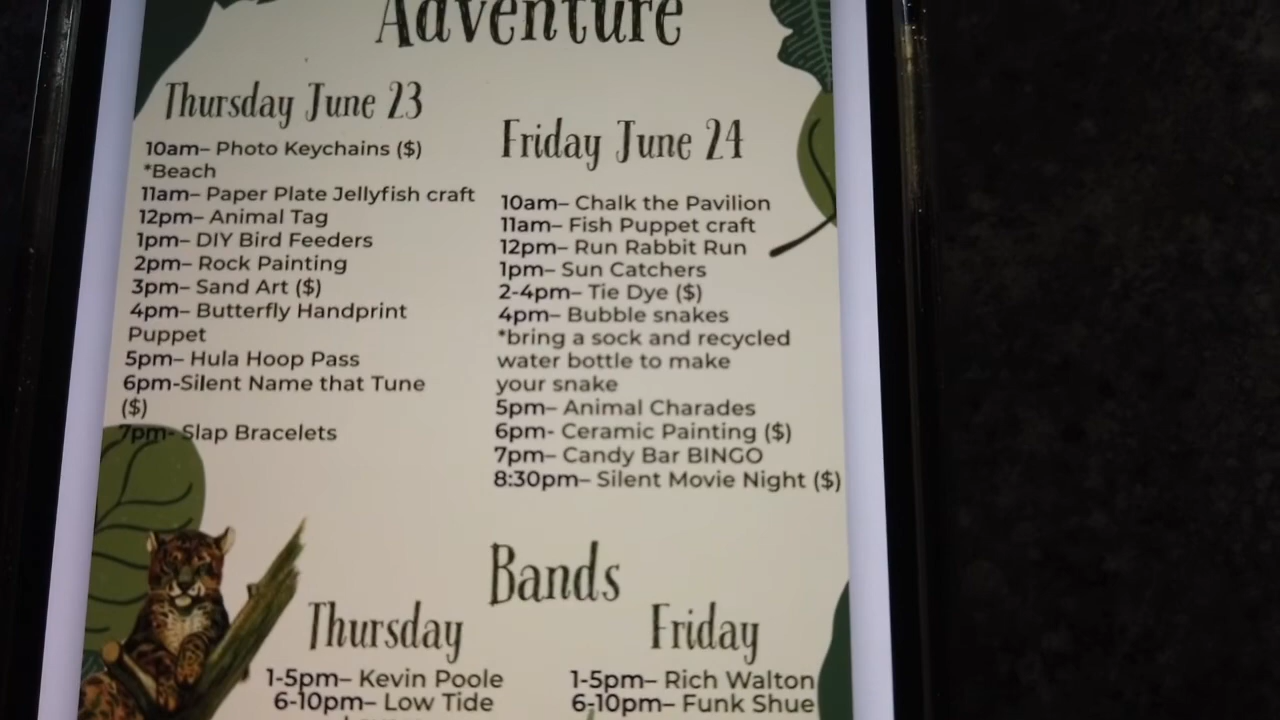 Adventure
Thursday June 23
10am– Photo Keychains ($)
*Beach
11am– Paper Plate Jellyfish craft
12pm– Animal Tag
1pm– DIY Bird Feeders
2pm– Rock Painting
3pm– Sand Art ($)
4pm– Butterfly Handprint
Puppet
5pm– Hula Hoop Pass
6pm-Silent Name that Tune
($)
7pm- Slap Bracelets
Friday June 24
10am– Chalk the Pavilion
11am– Fish Puppet craft
12pm– Run Rabbit Run
1pm– Sun Catchers
2-4pm– Tie Dye ($)
4pm– Bubble snakes
*bring a sock and recycled
water bottle to make
your snake
5pm– Animal Charades
6pm- Ceramic Painting ($)
7pm– Candy Bar BINGO
8:30pm– Silent Movie Night ($)
Bands
Thursday
1-5pm– Kevin Poole
6-10pm– Low Tide
Friday
1-5pm– Rich Walton
6-10pm– Funk Shue